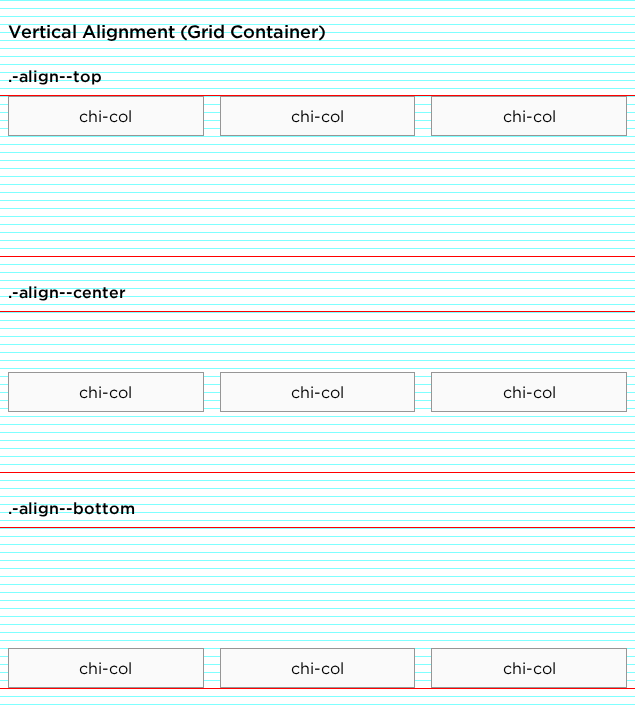 Vertical Alignment (Grid Container)
.-align--top
chi-col chi-col chi-col
.-align--center
chi-col chi-col chi-col
.-align--bottom
chi-col chi-col chi-col